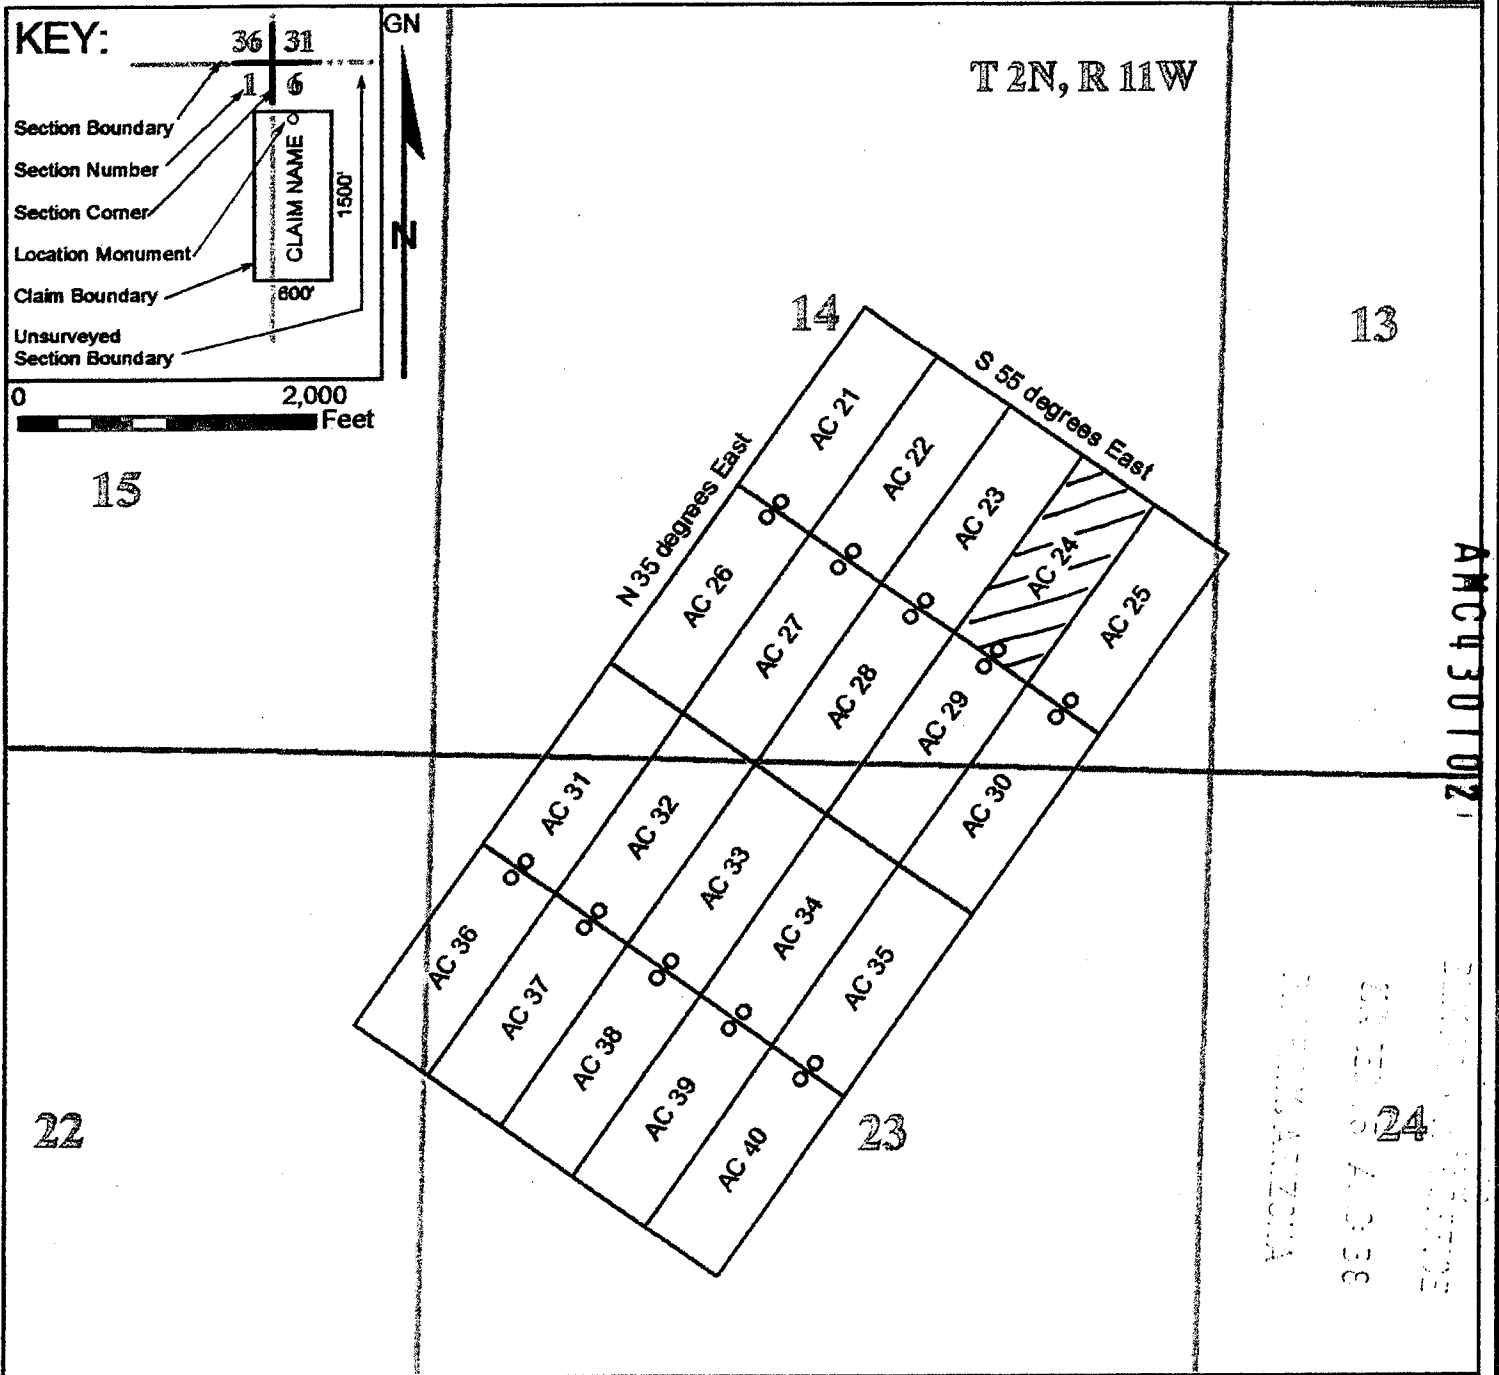 KEY:
36 31
1 6
Section Boundary
Section Number
Section Corner
Location Monument
Claim Boundary
Unsurveyed
Section Boundary
CLAIM NAME
1500'
600'
GN
N
0 2,000
Feet
T 2N, R 11W
14
13
15
22
23
24
S 55 degrees East
N 35 degrees East
AC 21
AC 22
AC 23
AC 24
AC 25
AC 26
AC 27
AC 28
AC 29
AC 30
AC 31
AC 32
AC 33
AC 34
AC 35
AC 36
AC 37
AC 38
AC 39
AC 40
AMC430102